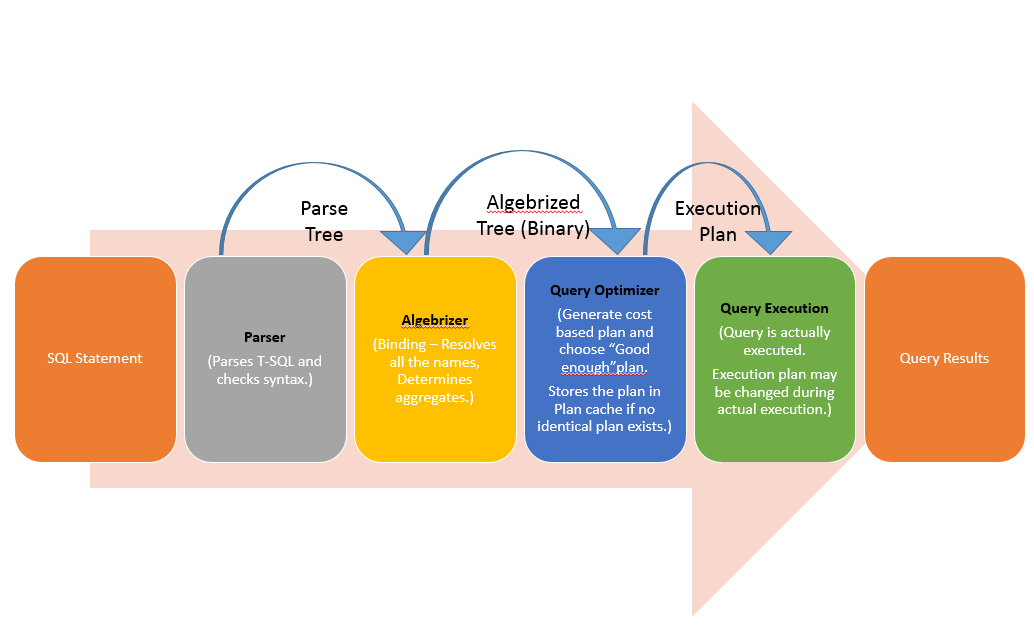 Parse
Tree
Algebrized
Tree (Binary)
Execution
Plan
SQL Statement
Parser
(Parses T-SQL and
checks syntax.)
Algebrizer
(Binding – Resolves
all the names,
Determines
aggregates.)
Query Optimizer
(Generate cost
based plan and
choose “Good
enough”plan.
Stores the plan in
Plan cache if no
identical plan exists.)
Query Execution
(Query is actually
executed.
Execution plan may
be changed during
actual execution.)
Query Results